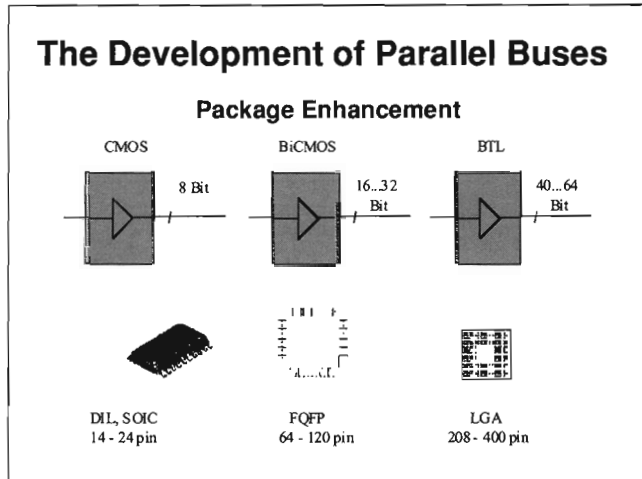 The Development of Parallel Buses
Package Enhancement
CMOS
BiCMOS
BTL
8 Bit
16...32
Bit
40...64
Bit
DIL, SOIC
14 - 24 pin
FQFP
64 - 120 pin
LGA
208 - 400 pin